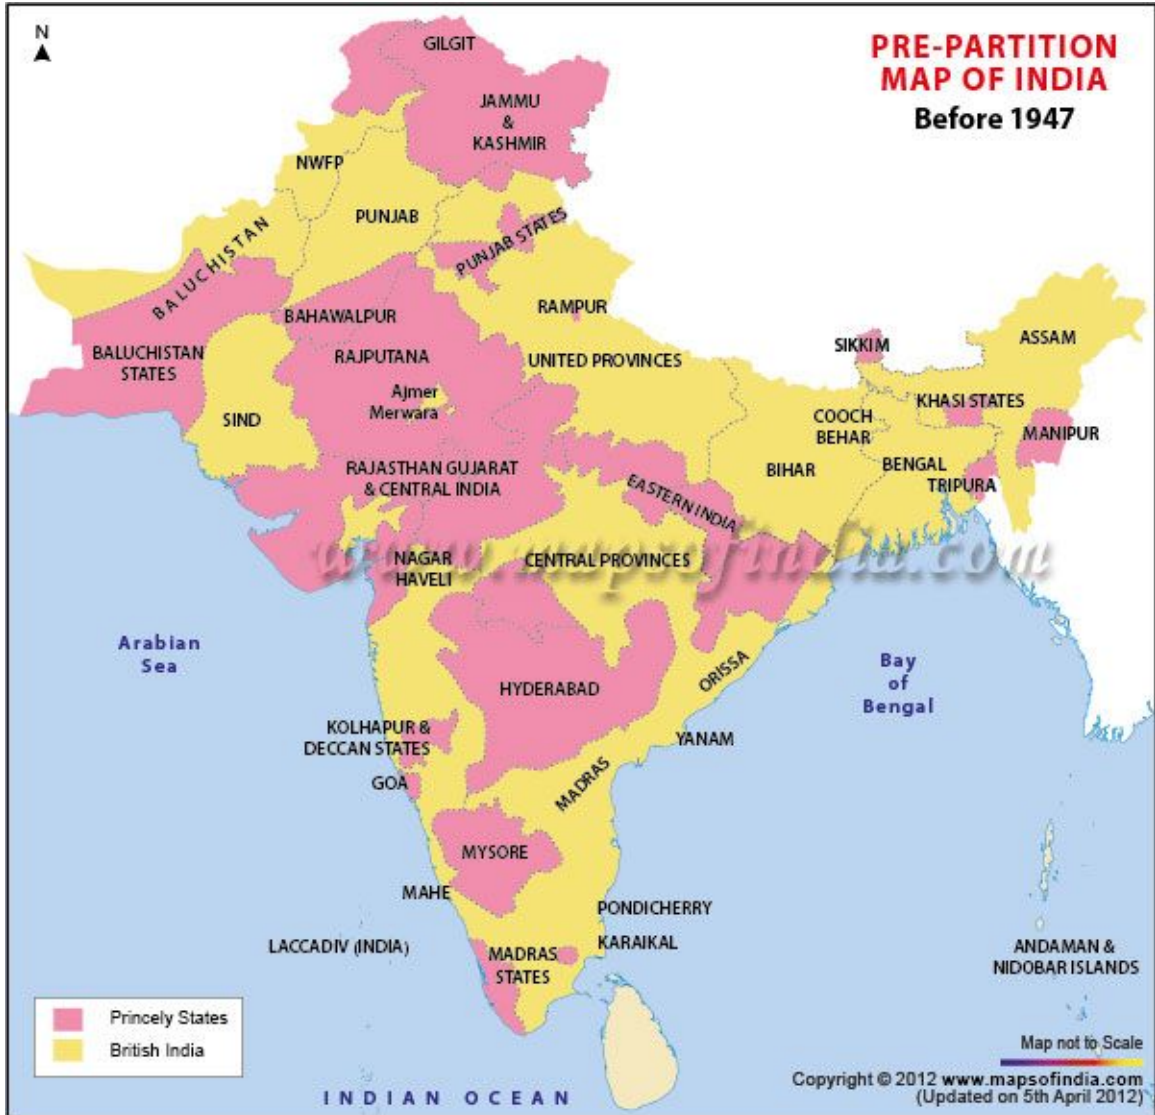 N
PRE-PARTITION
MAP OF INDIA
Before 1947
GILGIT
JAMMU
&
KASHMIR
NWFP
PUNJAB
PUNJAB STATES
BALUCHISTAN
BAHAWALPUR
RAMPUR
BALUCHISTAN
STATES
RAJPUTANA
UNITED PROVINCES
SIKKIM
ASSAM
Ajmer
Merwara
SIND
COOCH
BEHAR
KHASI STATES
MANIPUR
RAJASTHAN GUJARAT
& CENTRAL INDIA
EASTERN INDIA
BIHAR
BENGAL
TRIPURA
www.mapsofindia.com
NAGAR
HAVELI
CENTRAL PROVINCES
Arabian
Sea
HYDERABAD
ORISSA
Bay
of
Bengal
KOLHAPUR &
DECCAN STATES
YANAM
GOA
MADRAS
MYSORE
MAHE
PONDICHERRY
LACCADIV (INDIA)
KARAIKAL
MADRAS
STATES
ANDAMAN &
NIDOBAR ISLANDS
Princely States
British India
Map not to Scale
Copyright © 2012 www.mapsofindia.com
(Updated on 5th April 2012)
INDIAN OCEAN